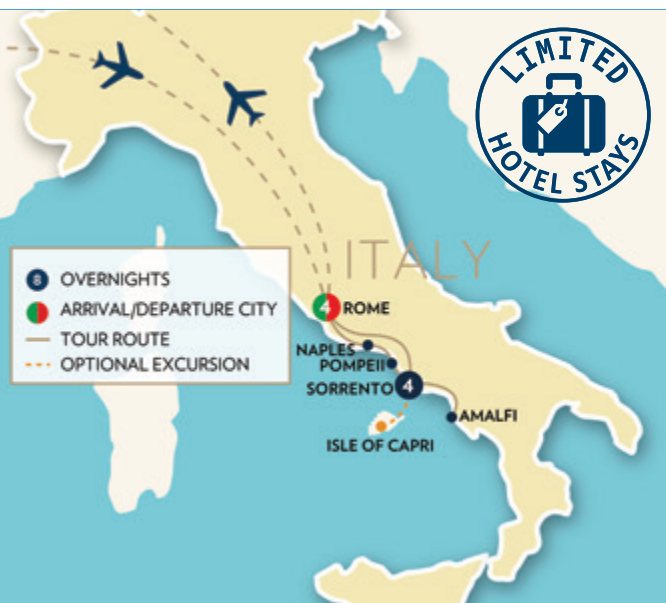 LIMITED
HOTEL STAYS
ITALY
8 OVERNIGHTS
ARRIVAL/DEPARTURE CITY
TOUR ROUTE
OPTIONAL EXCURSION
4 ROME
NAPLES
POMPEII
SORRENTO 4
AMALFI
ISLE OF CAPRI